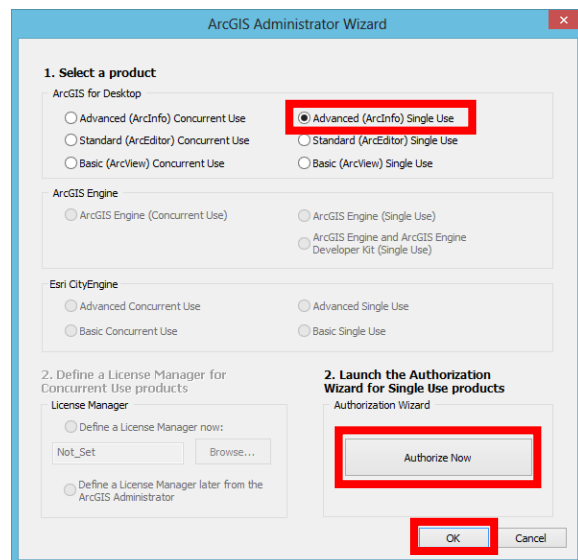 ArcGIS Administrator Wizard
1. Select a product
ArcGIS for Desktop
Advanced (ArcInfo) Concurrent Use
Advanced (ArcInfo) Single Use
Standard (ArcEditor) Concurrent Use
Standard (ArcEditor) Single Use
Basic (ArcView) Concurrent Use
Basic (ArcView) Single Use
ArcGIS Engine
ArcGIS Engine (Concurrent Use)
ArcGIS Engine (Single Use)
ArcGIS Engine and ArcGIS Engine
Developer Kit (Single Use)
Esri CityEngine
Advanced Concurrent Use
Advanced Single Use
Basic Concurrent Use
Basic Single Use
2. Define a License Manager for
Concurrent Use products
License Manager
Define a License Manager now:
Not_Set
Browse...
Define a License Manager later from the
ArcGIS Administrator
2. Launch the Authorization
Wizard for Single Use products
Authorization Wizard
Authorize Now
OK
Cancel